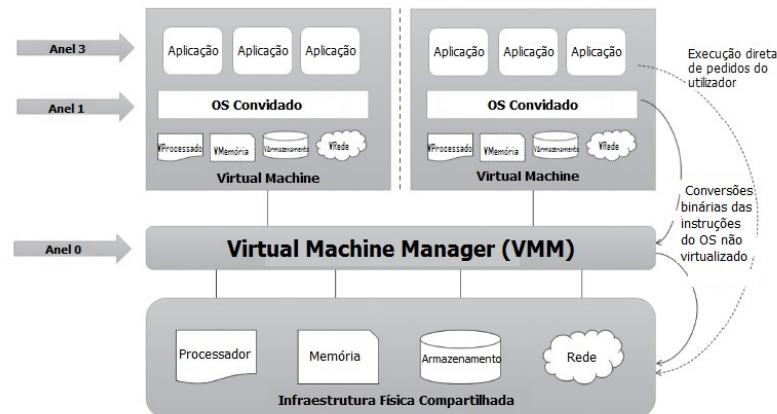 Anel 3
Aplicação
Aplicação
Aplicação
Aplicação
Aplicação
Aplicação
Execução direta
de pedidos do
utilizador
Anel 1
OS Convidado
OS Convidado
VProcessado
VMemória
VArmazenamento
VRede
VProcessado
VMemória
VArmazenamento
VRede
Virtual Machine
Virtual Machine
Conversões
binárias das
instruções
do OS não
virtualizado
Anel 0
Virtual Machine Manager (VMM)
Processador
Memória
Armazenamento
Rede
Infraestrutura Física Compartilhada